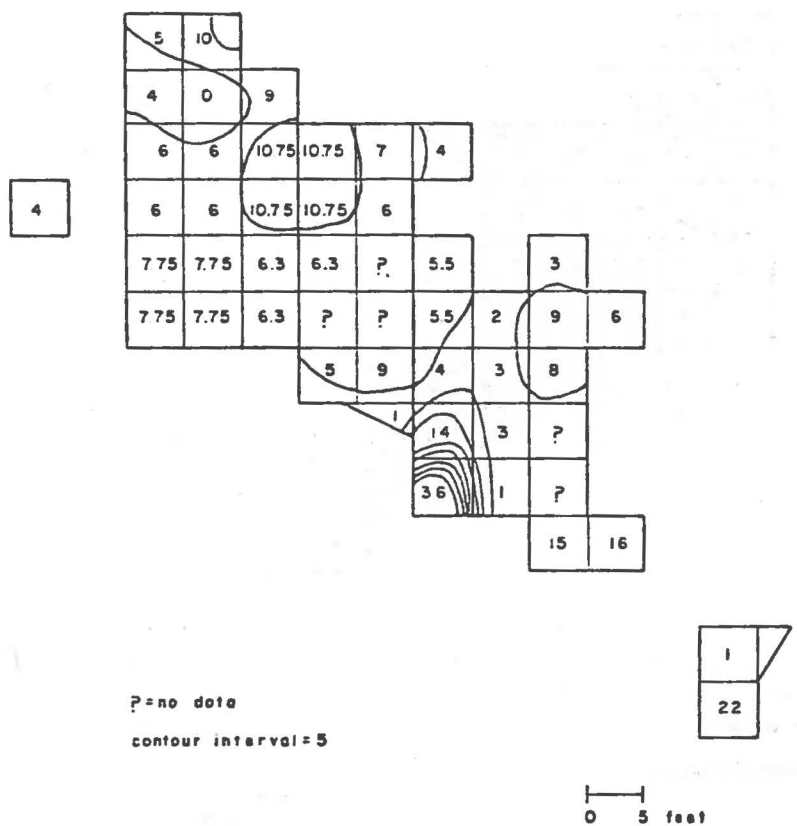 5 10
4 0 9
6 6 10.75 10.75 7 4
4 6 6 10.75 10.75 6
7.75 7.75 6.3 6.3 ? 5.5 3
7.75 7.75 6.3 ? ? 5.5 2 9 6
5 9 4 3 8
1 14 3 ?
36 1 ?
15 16
1
22
?=no data
contour interval=5
0 5 feet